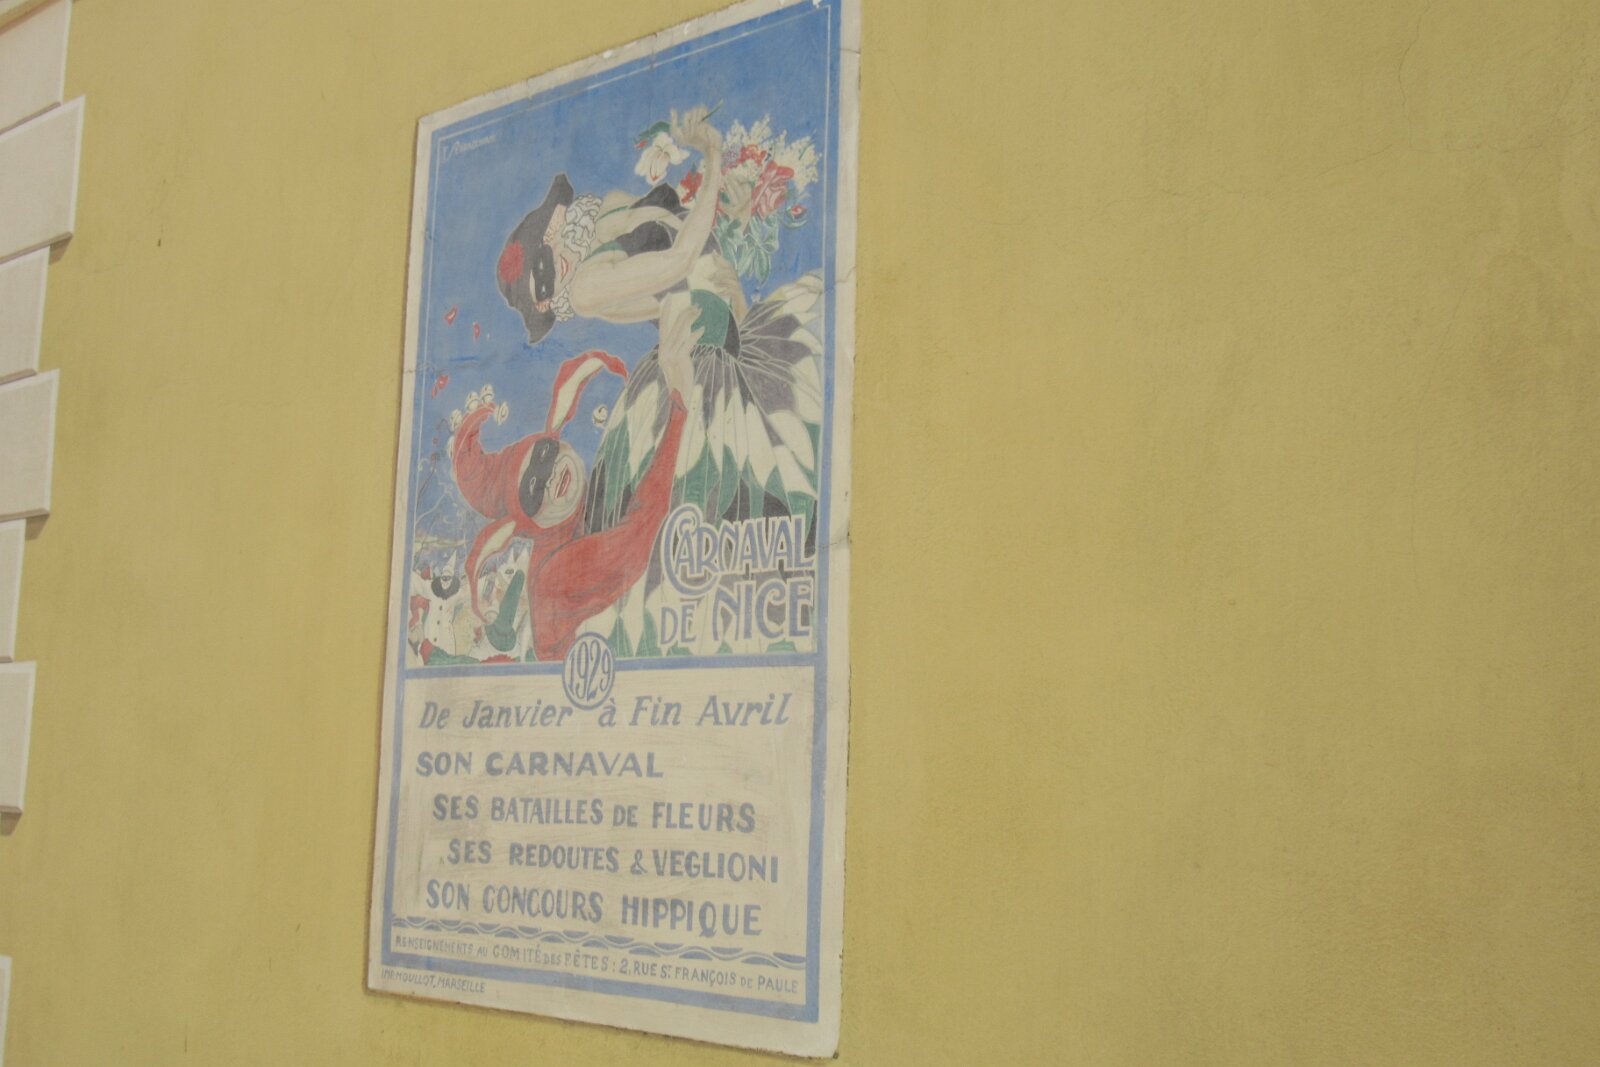 CARNAVAL
DE NICE
1929
De Janvier à Fin Avril
SON CARNAVAL
SES BATAILLES DE FLEURS
SES REDOUTES & VEGLIONI
SON CONCOURS HIPPIQUE
RENSEIGNEMENTS AU COMITÉ DES FÊTES: 2, RUE ST FRANÇOIS DE PAULE
IMP. MOULLOT, MARSEILLE